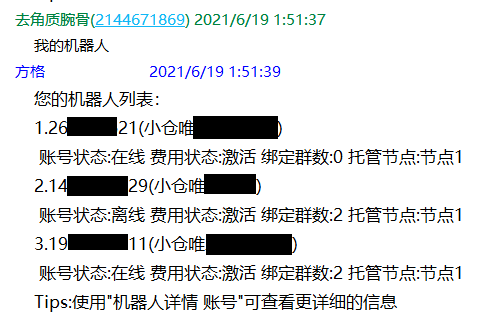 去角质腕骨(2144671869) 2021/6/19 1:51:37
我的机器人
方格 2021/6/19 1:51:39
您的机器人列表：
1.26 21(小仓唯 )
账号状态:在线 费用状态:激活 绑定群数:0 托管节点:节点1
2.14 29(小仓唯 )
账号状态:离线 费用状态:激活 绑定群数:2 托管节点:节点1
3.19 11(小仓唯 )
账号状态:在线 费用状态:激活 绑定群数:2 托管节点:节点1
Tips:使用"机器人详情 账号"可查看更详细的信息